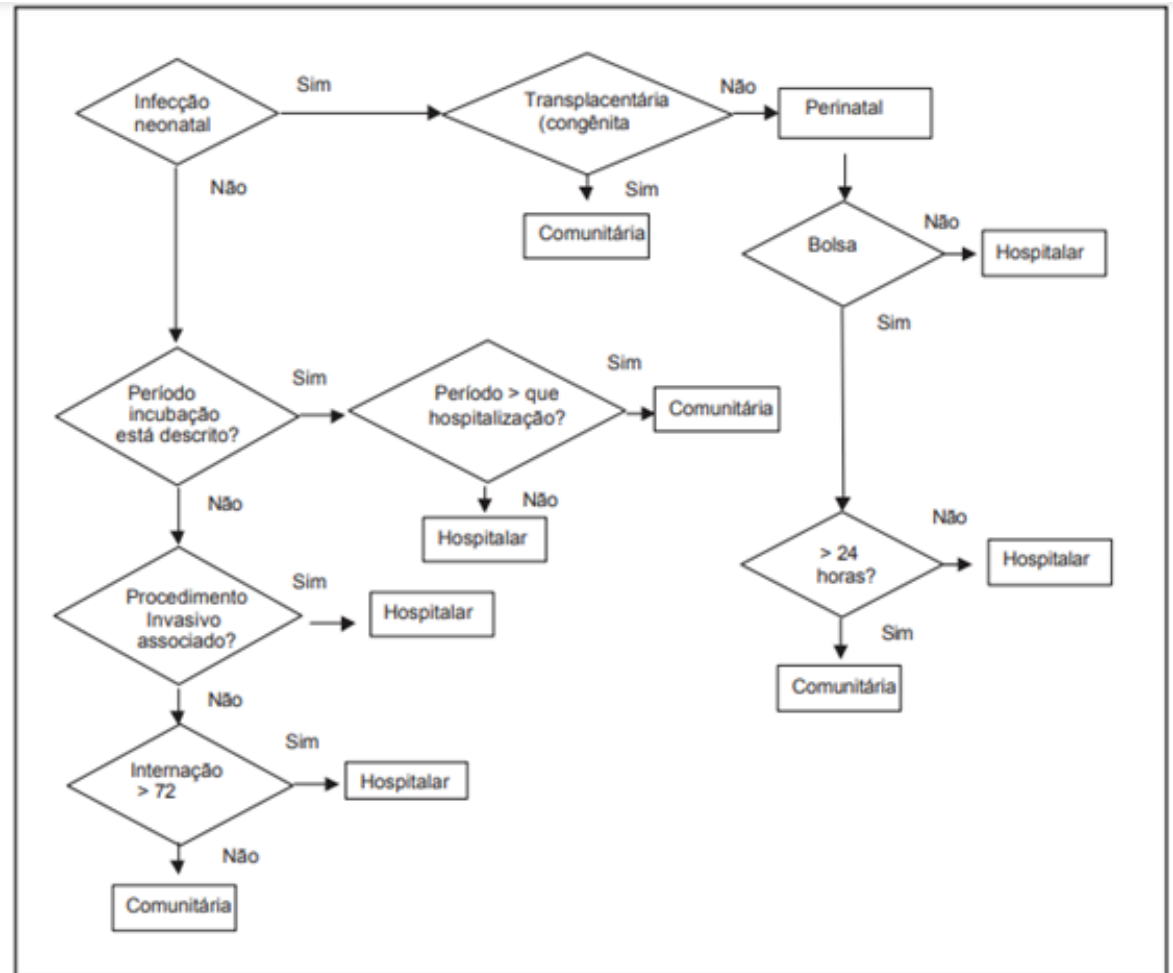 Infecção
neonatal
Sim
Transplacentária
(congênita
Não
Perinatal
Não
Sim
Comunitária
Bolsa
Não
Hospitalar
Sim
Período
incubação
está descrito?
Sim
Período > que
hospitalização?
Sim
Comunitária
Não
Não
Hospitalar
> 24
horas?
Não
Hospitalar
Sim
Comunitária
Procedimento
Invasivo
associado?
Sim
Hospitalar
Não
Internação
> 72
Sim
Hospitalar
Não
Comunitária